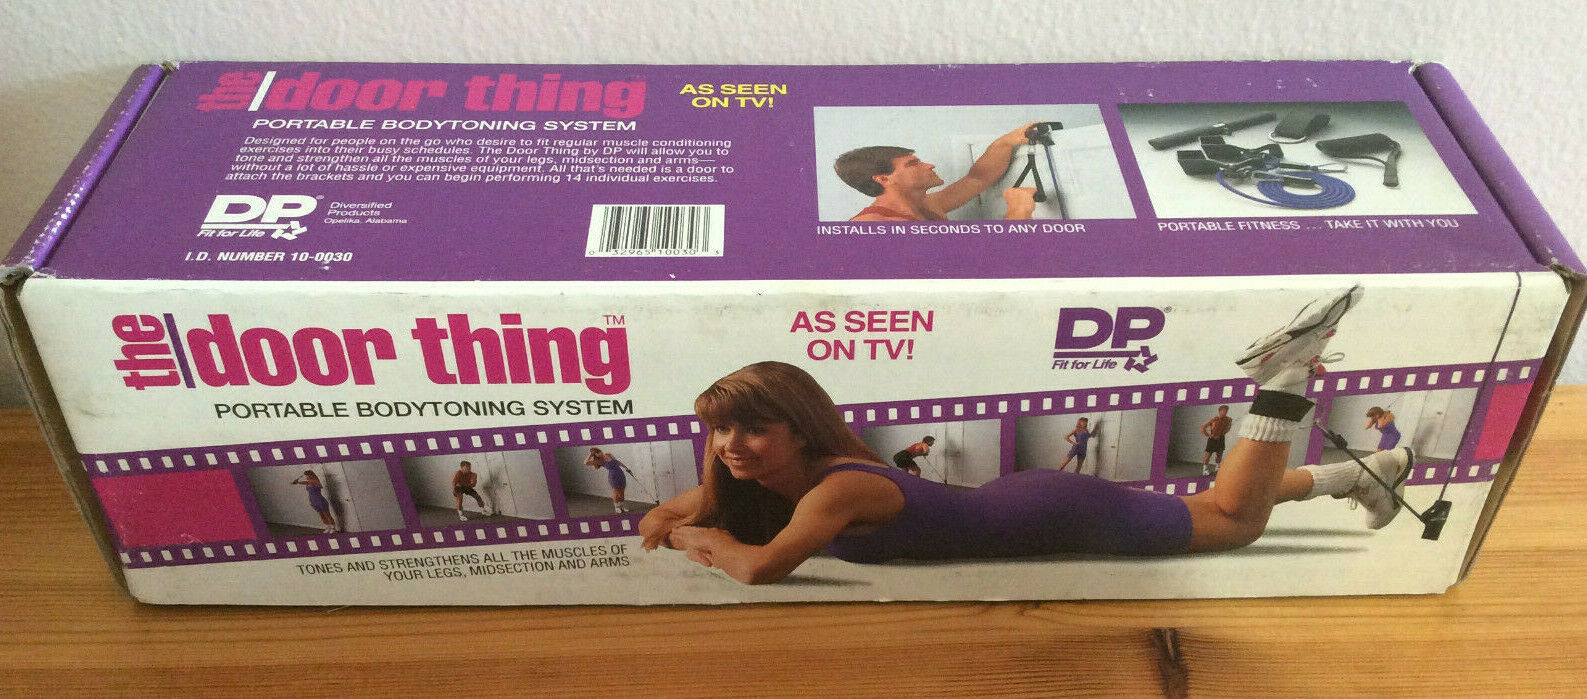 the door thing
AS SEEN
ON TV!
PORTABLE BODYTONING SYSTEM
Designed for people on the go who desire to fit regular muscle conditioning
exercises into their busy schedules. The Door Thing by DP will allow you to
tone and strengthen all the muscles of your legs, midsection and arms—
without a lot of hassle or expensive equipment. All that's needed is a door to
attach the brackets and you can begin performing 14 individual exercises.
DP®
Fit for Life
Diversified
Products
Opelika, Alabama
I.D. NUMBER 10-0030
0 32965 10030 3
INSTALLS IN SECONDS TO ANY DOOR
PORTABLE FITNESS ... TAKE IT WITH YOU
the door thing™
PORTABLE BODYTONING SYSTEM
AS SEEN
ON TV!
DP®
Fit for Life
TONES AND STRENGTHENS ALL THE MUSCLES OF
YOUR LEGS, MIDSECTION AND ARMS